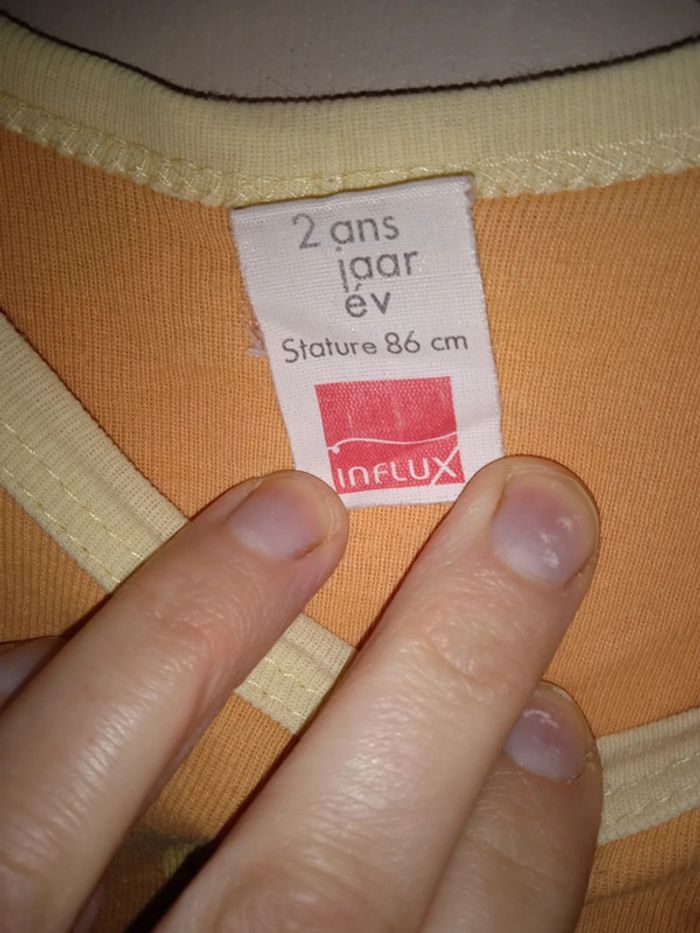 2 ans
jaar
év
Stature 86 cm
INFLUX